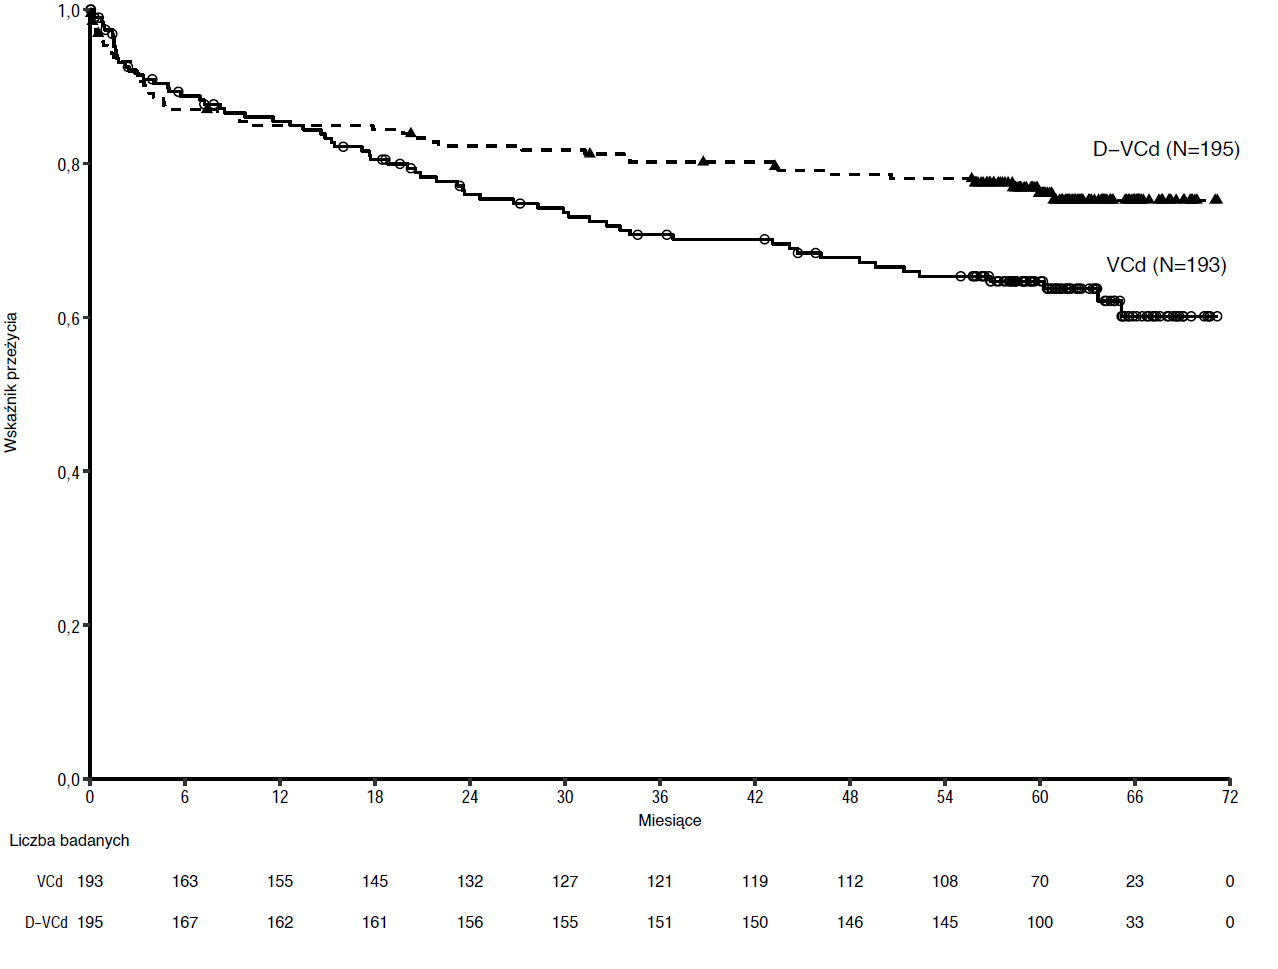 1,0
0,8
0,6
0,4
0,2
0,0
Wskaźnik przeżycia
D–VCd (N=195)
VCd (N=193)
0 6 12 18 24 30 36 42 48 54 60 66 72
Miesiące
Liczba badanych
VCd 193 163 155 145 132 127 121 119 112 108 70 23 0
D–VCd 195 167 162 161 156 155 151 150 146 145 100 33 0